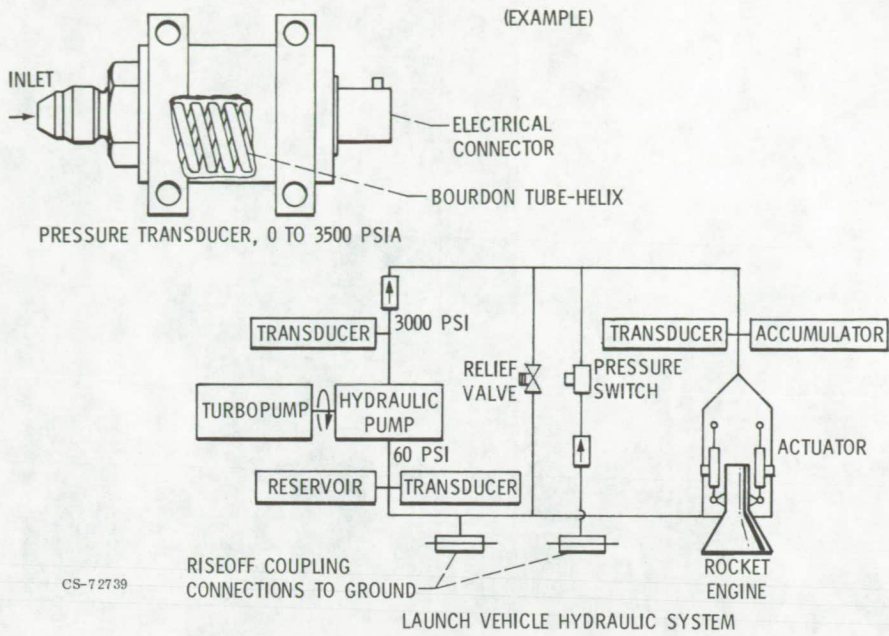 (EXAMPLE)
INLET
ELECTRICAL
CONNECTOR
BOURDON TUBE-HELIX
PRESSURE TRANSDUCER, 0 TO 3500 PSIA
3000 PSI
TRANSDUCER
TRANSDUCER
ACCUMULATOR
RELIEF
VALVE
PRESSURE
SWITCH
TURBOPUMP
HYDRAULIC
PUMP
ACTUATOR
60 PSI
RESERVOIR
TRANSDUCER
RISEOFF COUPLING
CONNECTIONS TO GROUND
ROCKET
ENGINE
CS-72739
LAUNCH VEHICLE HYDRAULIC SYSTEM